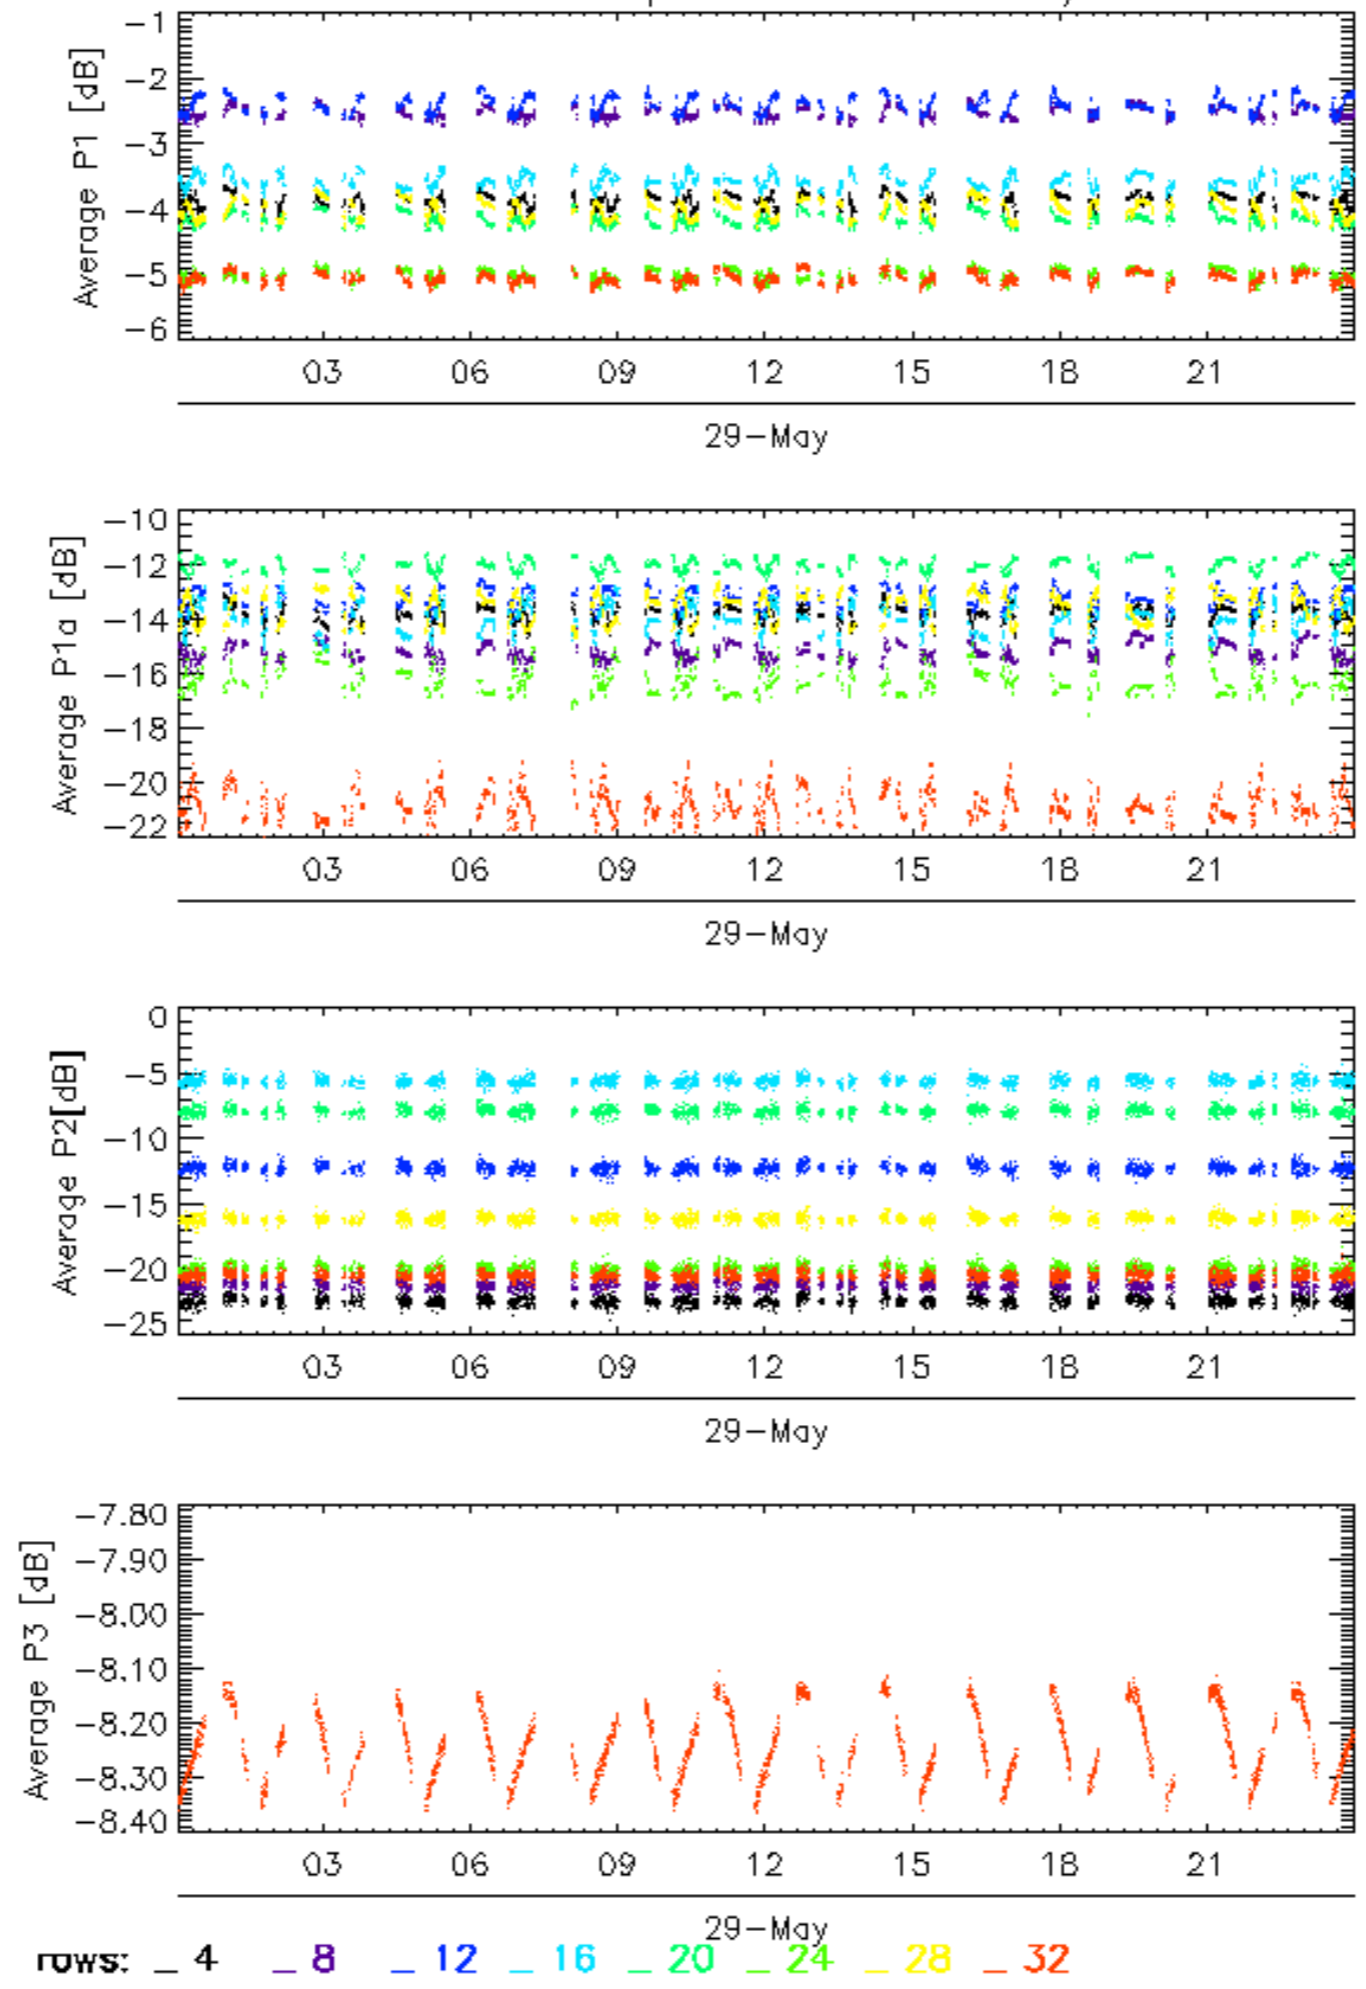 Average P1 [dB]
-1
-2
-3
-4
-5
-6
03 06 09 12 15 18 21
29-May
Average P1a [dB]
-10
-12
-14
-16
-18
-20
-22
03 06 09 12 15 18 21
29-May
Average P2[dB]
0
-5
-10
-15
-20
-25
03 06 09 12 15 18 21
29-May
Average P3 [dB]
-7.80
-7.90
-8.00
-8.10
-8.20
-8.30
-8.40
03 06 09 12 15 18 21
29-May
rows: _ 4 _ 8 _ 12 _ 16 _ 20 _ 24 _ 28 _ 32